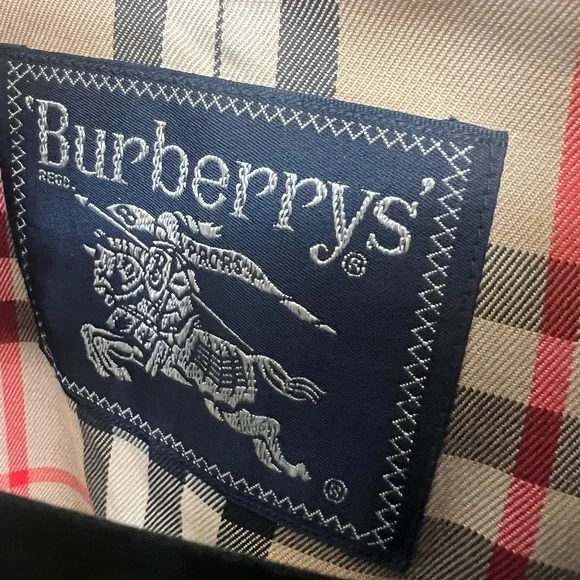 'Burberrys'
®
REGD.
PRORSUM
®